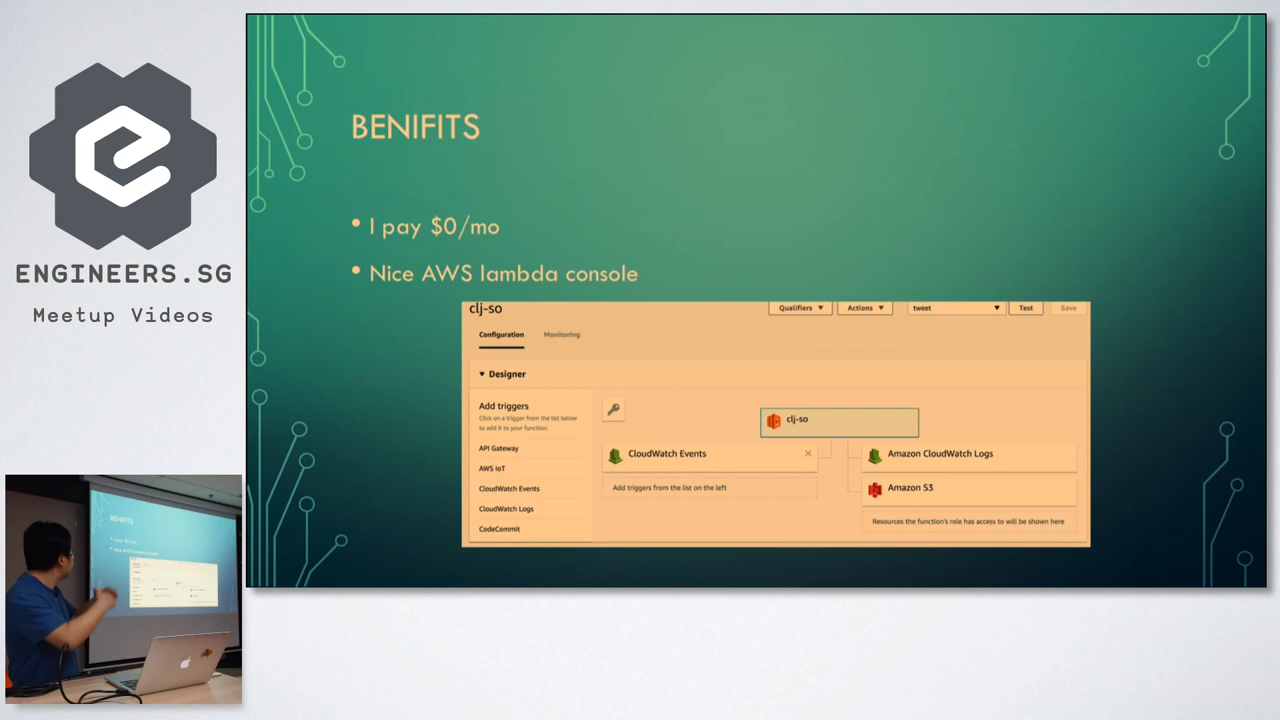 ENGINEERS.SG
Meetup Videos
BENIFITS
• I pay $0/mo
• Nice AWS lambda console
clj-so
Qualifiers ▼
Actions ▼
tweet ▼
Test
Save
Configuration
Monitoring
▼ Designer
Add triggers
Click on a trigger from the list below
to add it to your function.
API Gateway
AWS IoT
CloudWatch Events
CloudWatch Logs
CodeCommit
clj-so
CloudWatch Events ×
Add triggers from the list on the left
Amazon CloudWatch Logs
Amazon S3
Resources the function's role has access to will be shown here
BENIFITS